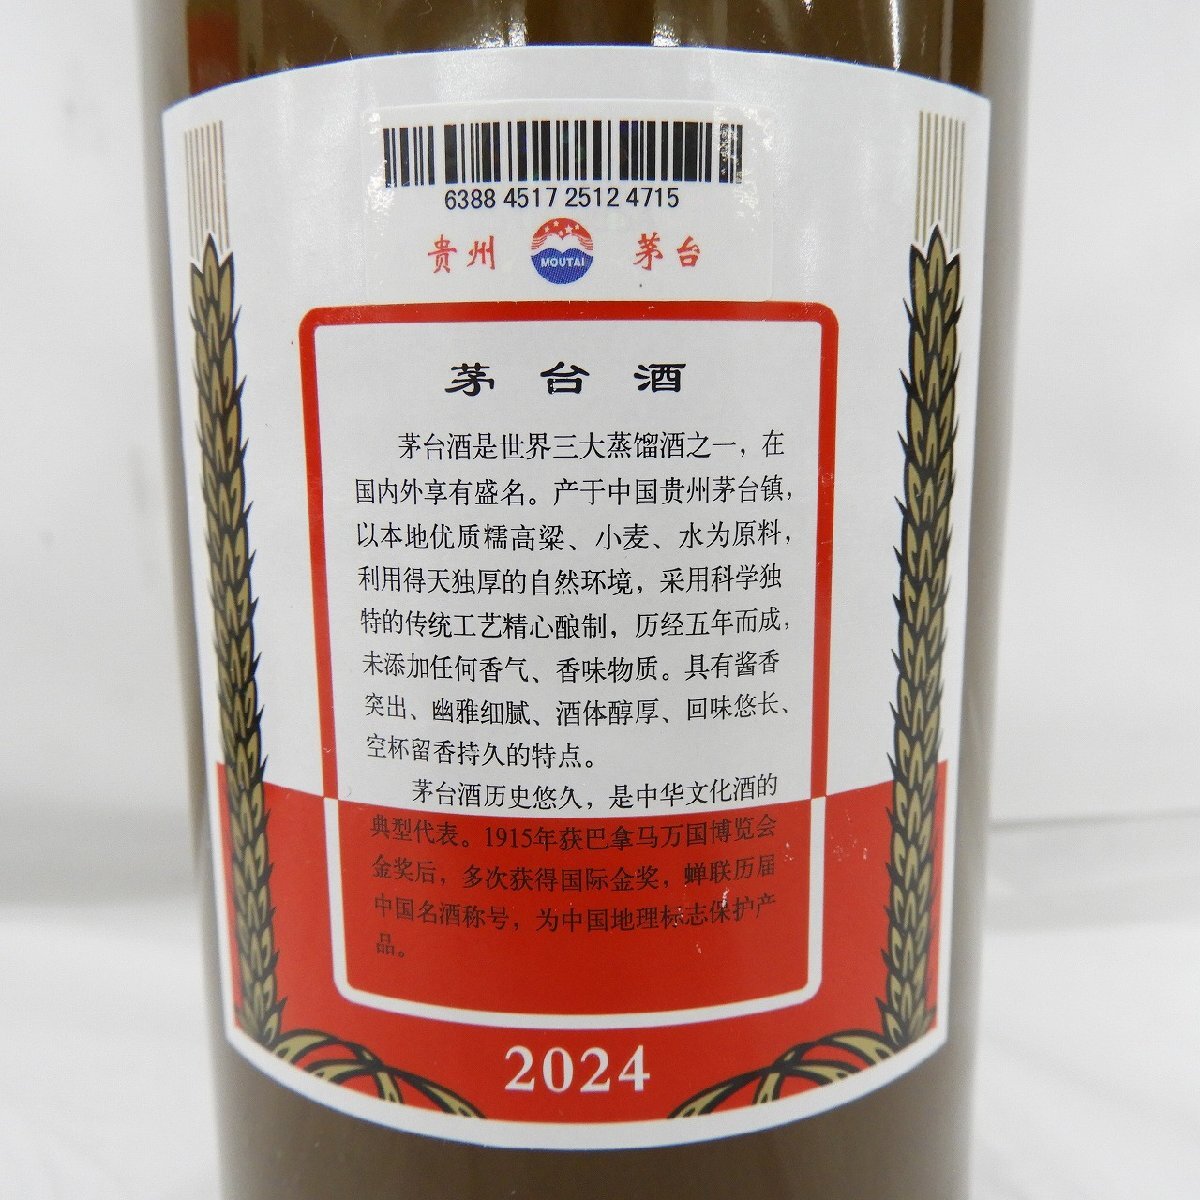 6388 4517 2512 4715
贵州 MOUTAI 茅台
茅台酒
茅台酒是世界三大蒸馏酒之一，在
国内外享有盛名。产于中国贵州茅台镇，
以本地优质糯高粱、小麦、水为原料，
利用得天独厚的自然环境，采用科学独
特的传统工艺精心酿制，历经五年而成，
未添加任何香气、香味物质。具有酱香
突出、幽雅细腻、酒体醇厚、回味悠长、
空杯留香持久的特点。
茅台酒历史悠久，是中华文化酒的
典型代表。1915年获巴拿马万国博览会
金奖后，多次获得国际金奖，蝉联历届
中国名酒称号，为中国地理标志保护产
品。
2024